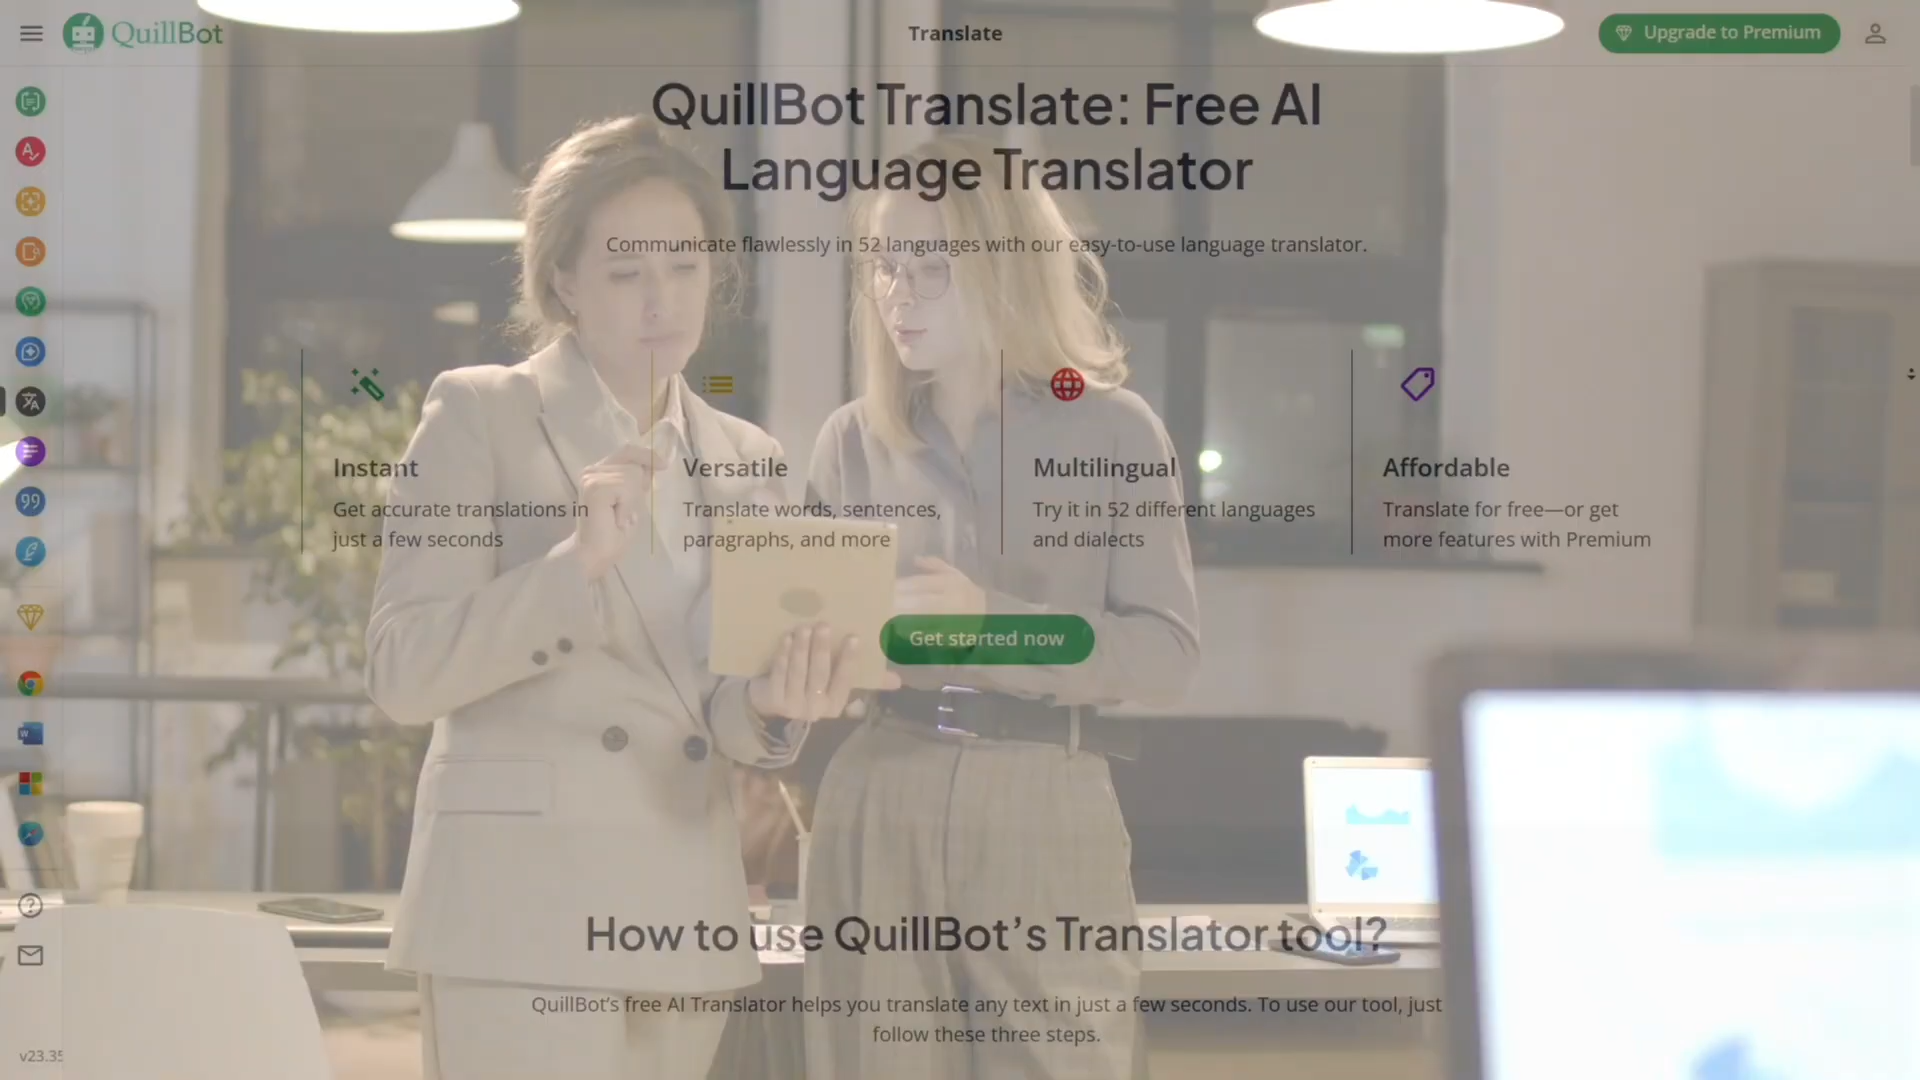 QuillBot
Translate
Upgrade to Premium
QuillBot Translate: Free AI
Language Translator
Communicate flawlessly in 52 languages with our easy-to-use language translator.
Instant
Get accurate translations in
just a few seconds
Versatile
Translate words, sentences,
paragraphs, and more
Multilingual
Try it in 52 different languages
and dialects
Affordable
Translate for free—or get
more features with Premium
Get started now
How to use QuillBot’s Translator tool?
QuillBot’s free AI Translator helps you translate any text in just a few seconds. To use our tool, just
follow these three steps.
v23.35